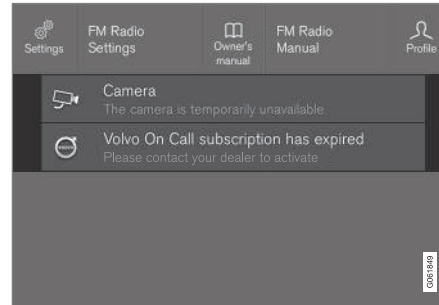 Settings
FM Radio
Settings
Owner's
manual
FM Radio
Manual
Profile
Camera
The camera is temporarily unavailable
Volvo On Call subscription has expired
Please contact your dealer to activate
G061849